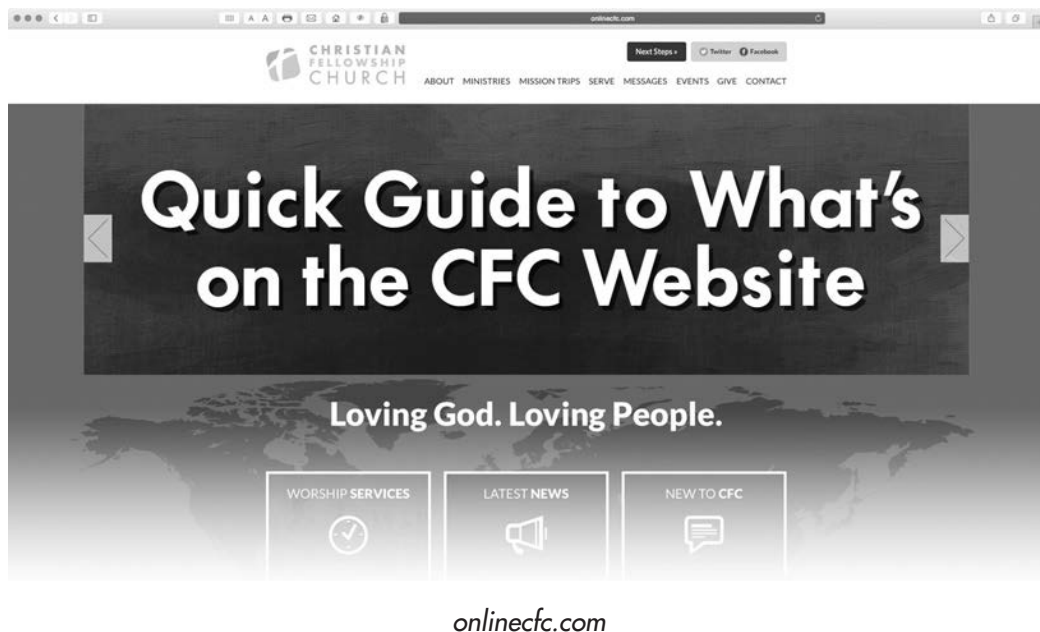 A A
onlinecfc.com
CHRISTIAN
FELLOWSHIP
CHURCH
Next Steps »
Twitter
Facebook
ABOUT MINISTRIES MISSION TRIPS SERVE MESSAGES EVENTS GIVE CONTACT
Quick Guide to What's
on the CFC Website
Loving God. Loving People.
WORSHIP SERVICES
LATEST NEWS
NEW TO CFC
onlinecfc.com